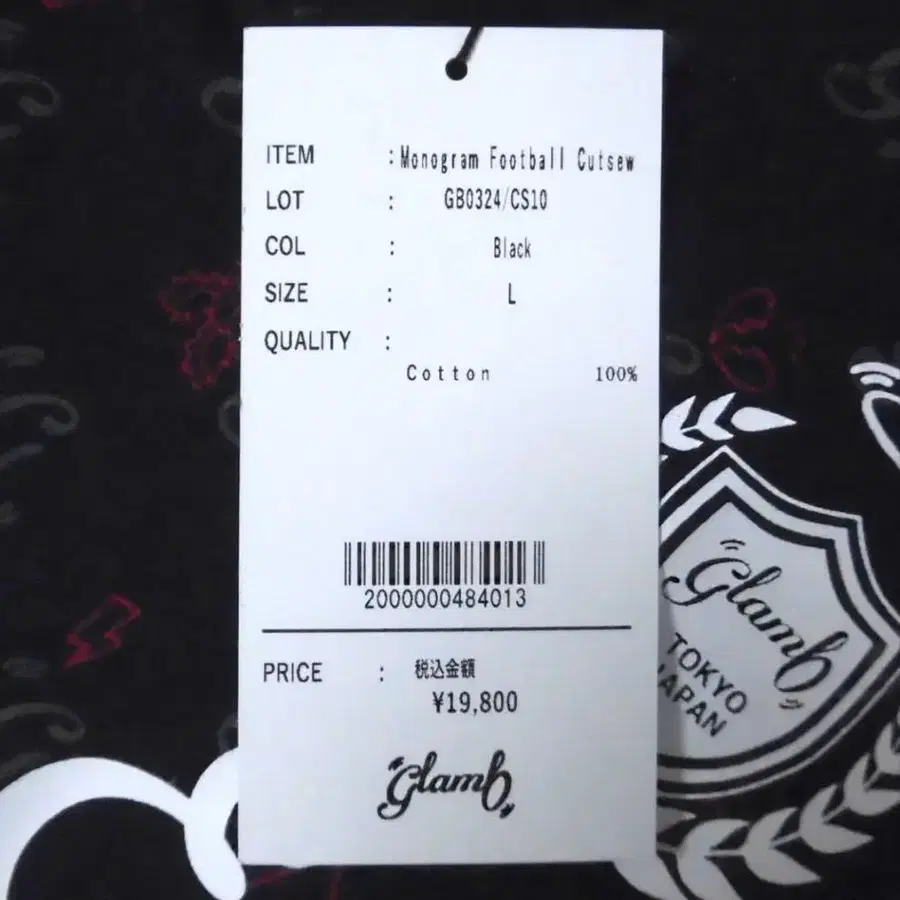 ITEM : Monogram Football Cutsew
LOT : GB0324/CS10
COL : Black
SIZE : L
QUALITY :
Cotton 100%
2000000484013
PRICE : 税込金額
¥19,800
"glamb"
"glamb"
TOKYO
JAPAN